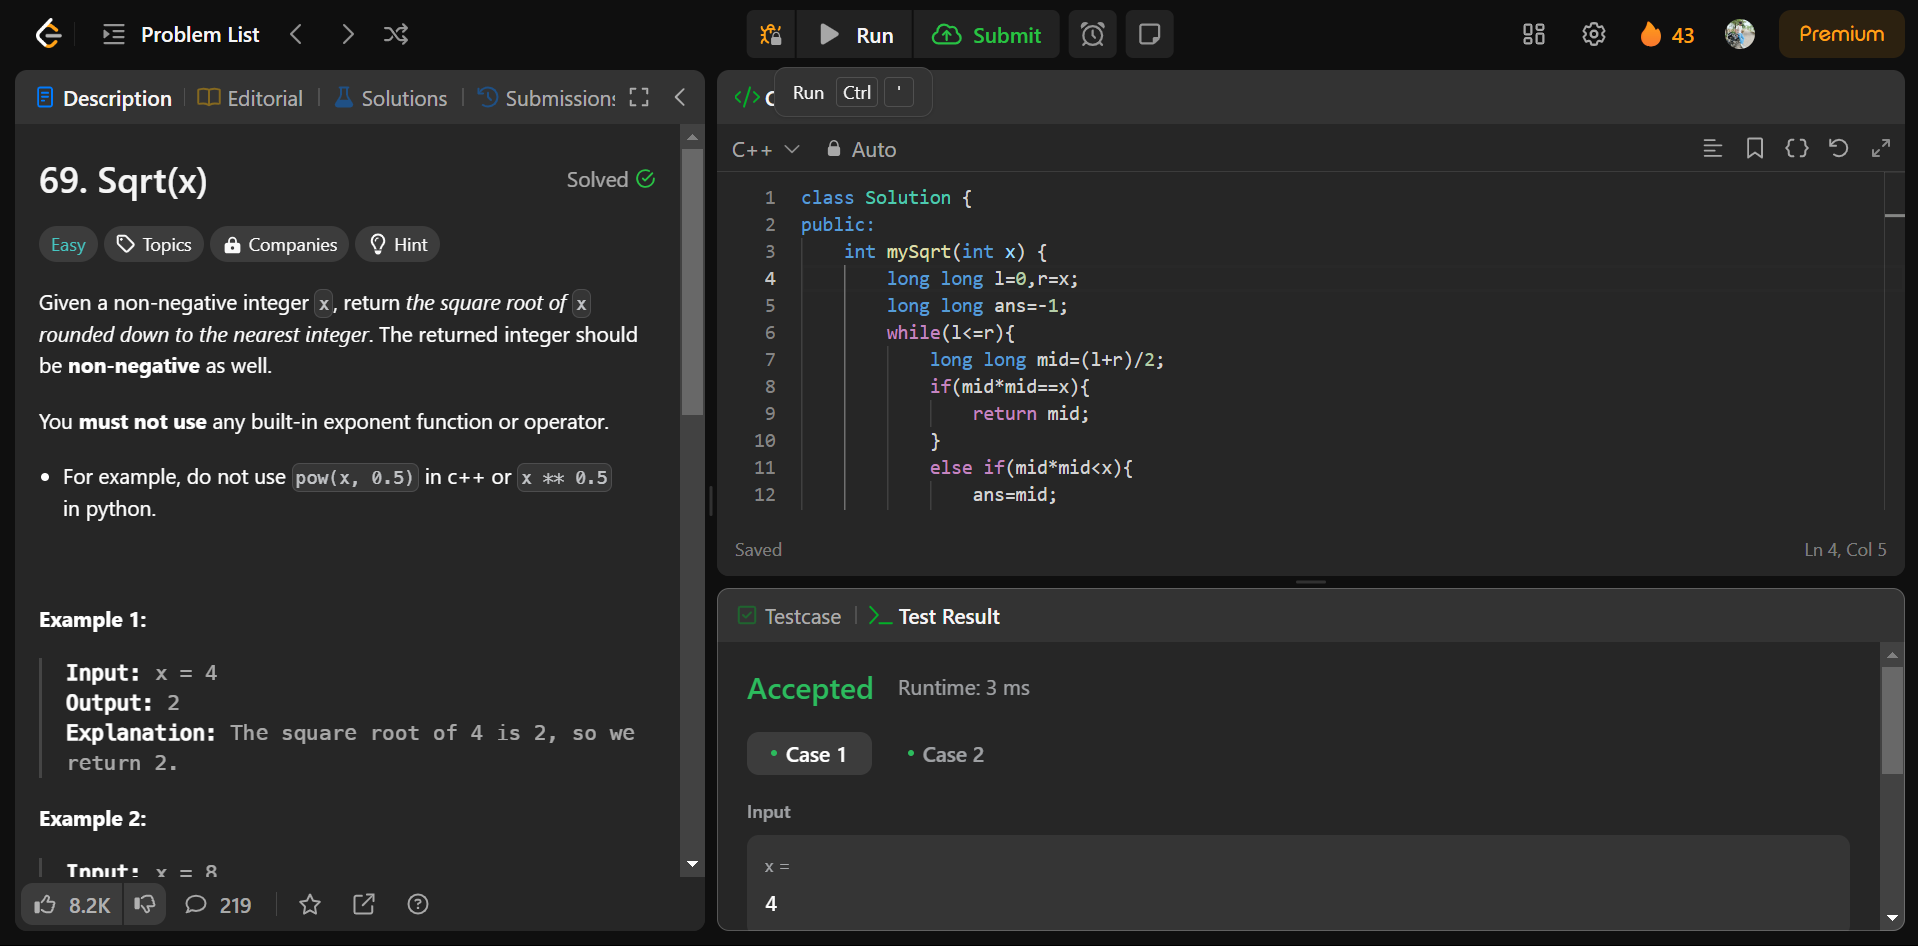 Problem List
Run
Submit
43
Premium
Description
Editorial
Solutions
Submissions
69. Sqrt(x)
Solved
Easy
Topics
Companies
Hint
Given a non-negative integer x, return the square root of x
rounded down to the nearest integer. The returned integer should
be non-negative as well.
You must not use any built-in exponent function or operator.
• For example, do not use pow(x, 0.5) in c++ or x ** 0.5
in python.
Example 1:
Input: x = 4
Output: 2
Explanation: The square root of 4 is 2, so we
return 2.
Example 2:
Input: x = 8
8.2K
219
</> C
Run Ctrl '
C++
Auto
1 class Solution {
2 public:
3 int mySqrt(int x) {
4 long long l=0,r=x;
5 long long ans=-1;
6 while(l<=r){
7 long long mid=(l+r)/2;
8 if(mid*mid==x){
9 return mid;
10 }
11 else if(mid*mid<x){
12 ans=mid;
Saved
Ln 4, Col 5
Testcase
>_ Test Result
Accepted
Runtime: 3 ms
• Case 1
• Case 2
Input
x =
4